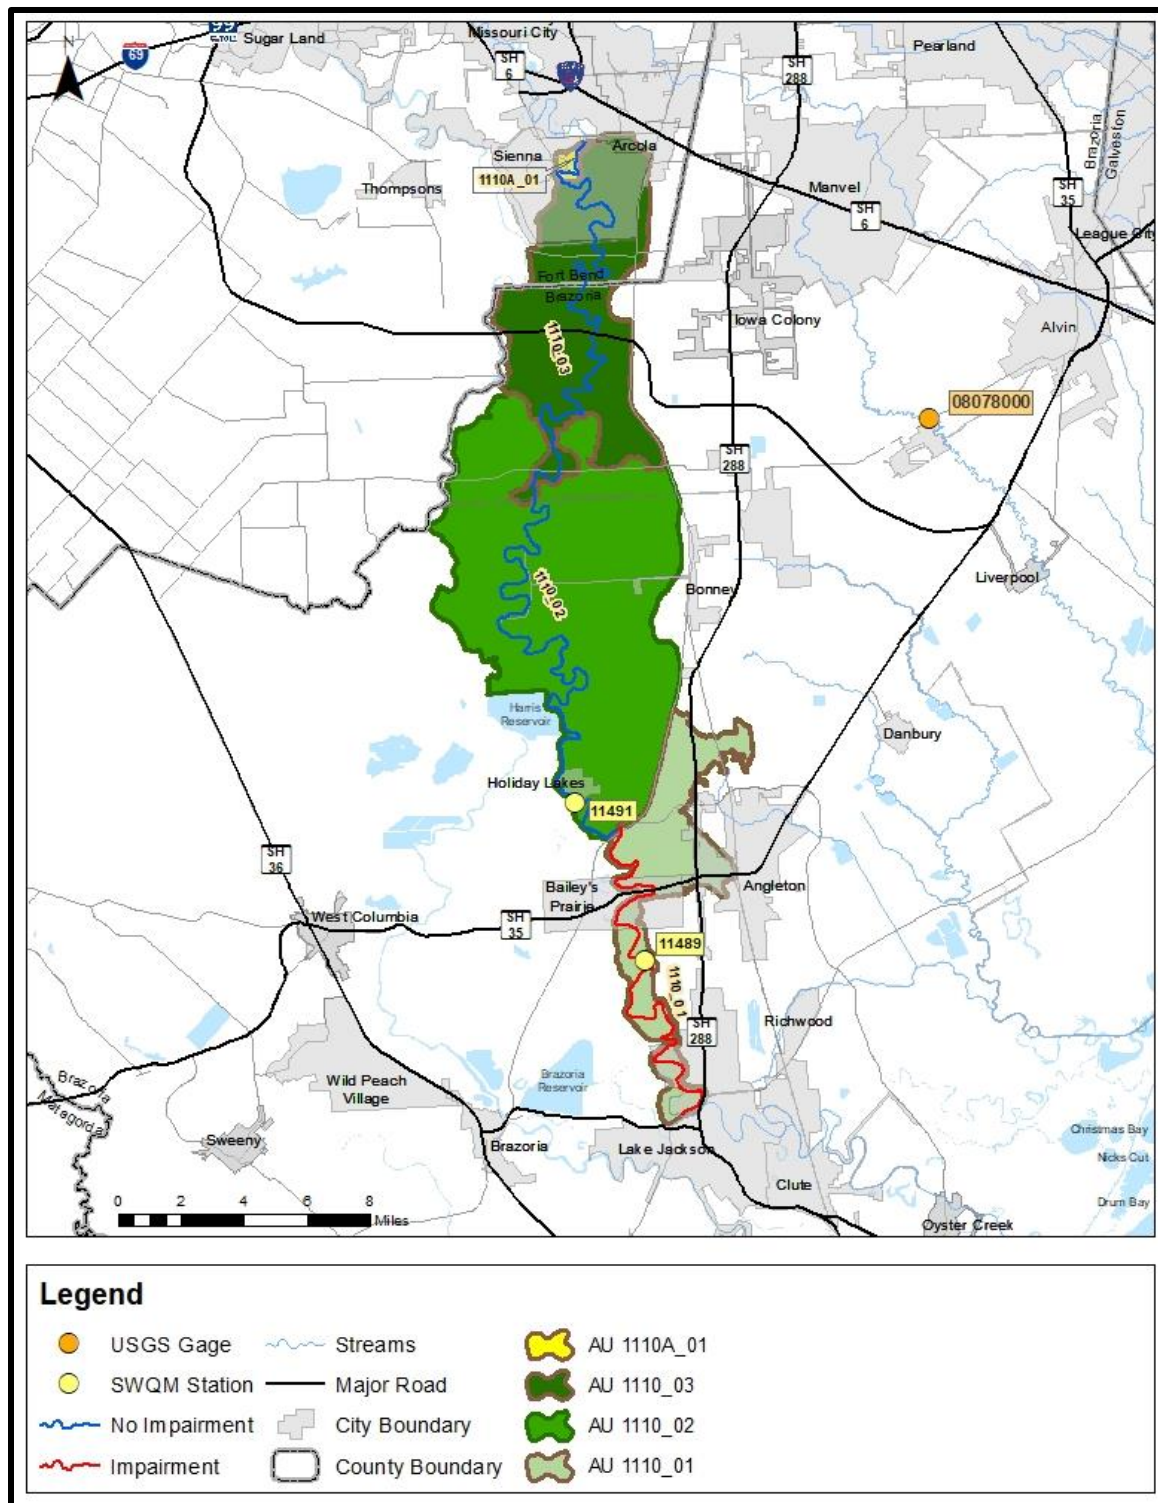 99
Sugar Land
Missouri City
Pearland
N
69
SH
6
SH
288
Brazoria
Galveston
Sienna
Arcola
1110A_01
Thompsons
Manvel
SH
35
SH
6
League City
Fort Bend
Brazoria
Iowa Colony
Alvin
1110_03
08078000
SH
288
1110_02
Liverpool
Bonney
Harris
Reservoir
Danbury
Holiday Lakes
11491
SH
36
Bailey's
Prairie
Angleton
West Columbia
SH
35
11489
1110_01
SH
288
Richwood
Brazoria
Matagorda
Wild Peach
Village
Brazoria
Reservoir
Christmas Bay
Sweeny
Brazoria
Lake Jackson
Nicks Cut
Clute
Drum Bay
0 2 4 6 8
Miles
Oyster Creek
Legend
USGS Gage
Streams
AU 1110A_01
SWQM Station
Major Road
AU 1110_03
No Impairment
City Boundary
AU 1110_02
Impairment
County Boundary
AU 1110_01